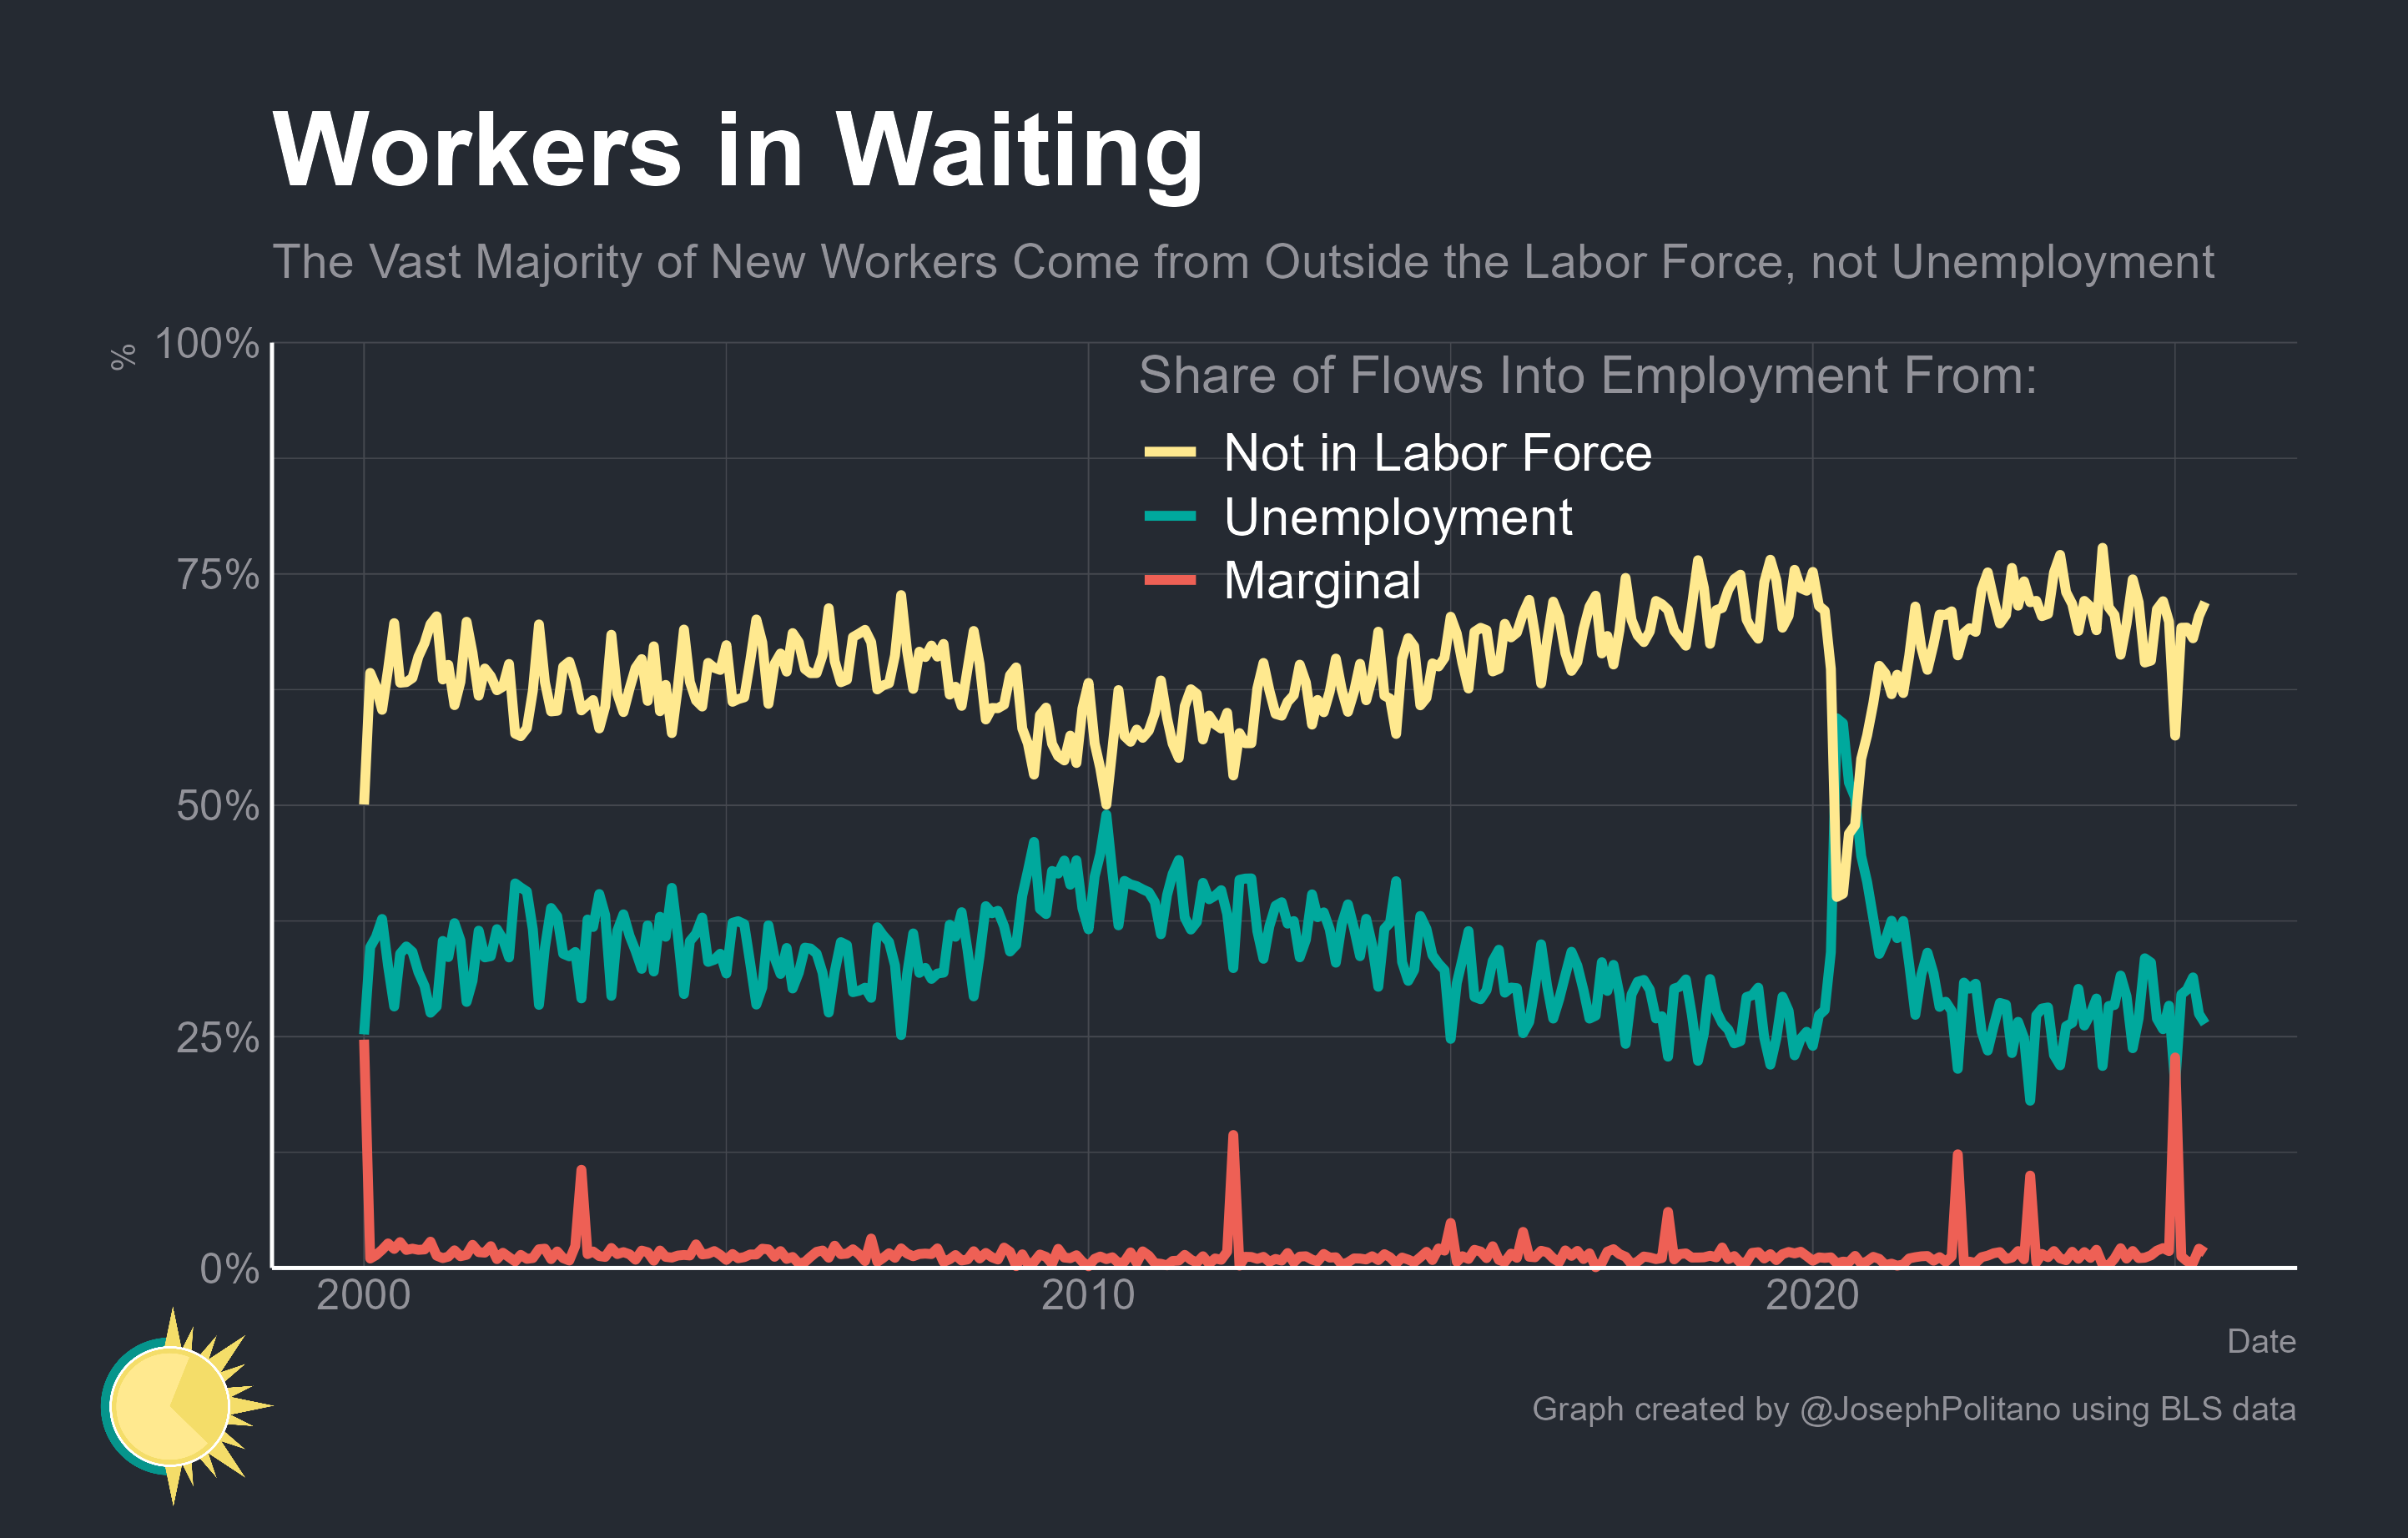 Workers in Waiting
The Vast Majority of New Workers Come from Outside the Labor Force, not Unemployment
%
100%
Share of Flows Into Employment From:
Not in Labor Force
Unemployment
Marginal
75%
50%
25%
0%
2000
2010
2020
Date
Graph created by @JosephPolitano using BLS data